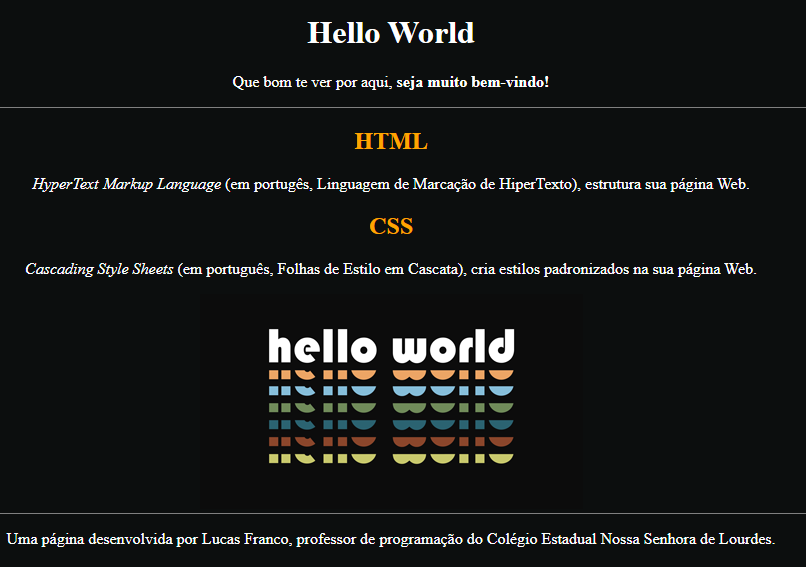 Hello World
Que bom te ver por aqui, seja muito bem-vindo!
HTML
HyperText Markup Language (em portugês, Linguagem de Marcação de HiperTexto), estrutura sua página Web.
CSS
Cascading Style Sheets (em português, Folhas de Estilo em Cascata), cria estilos padronizados na sua página Web.
hello world
Uma página desenvolvida por Lucas Franco, professor de programação do Colégio Estadual Nossa Senhora de Lourdes.